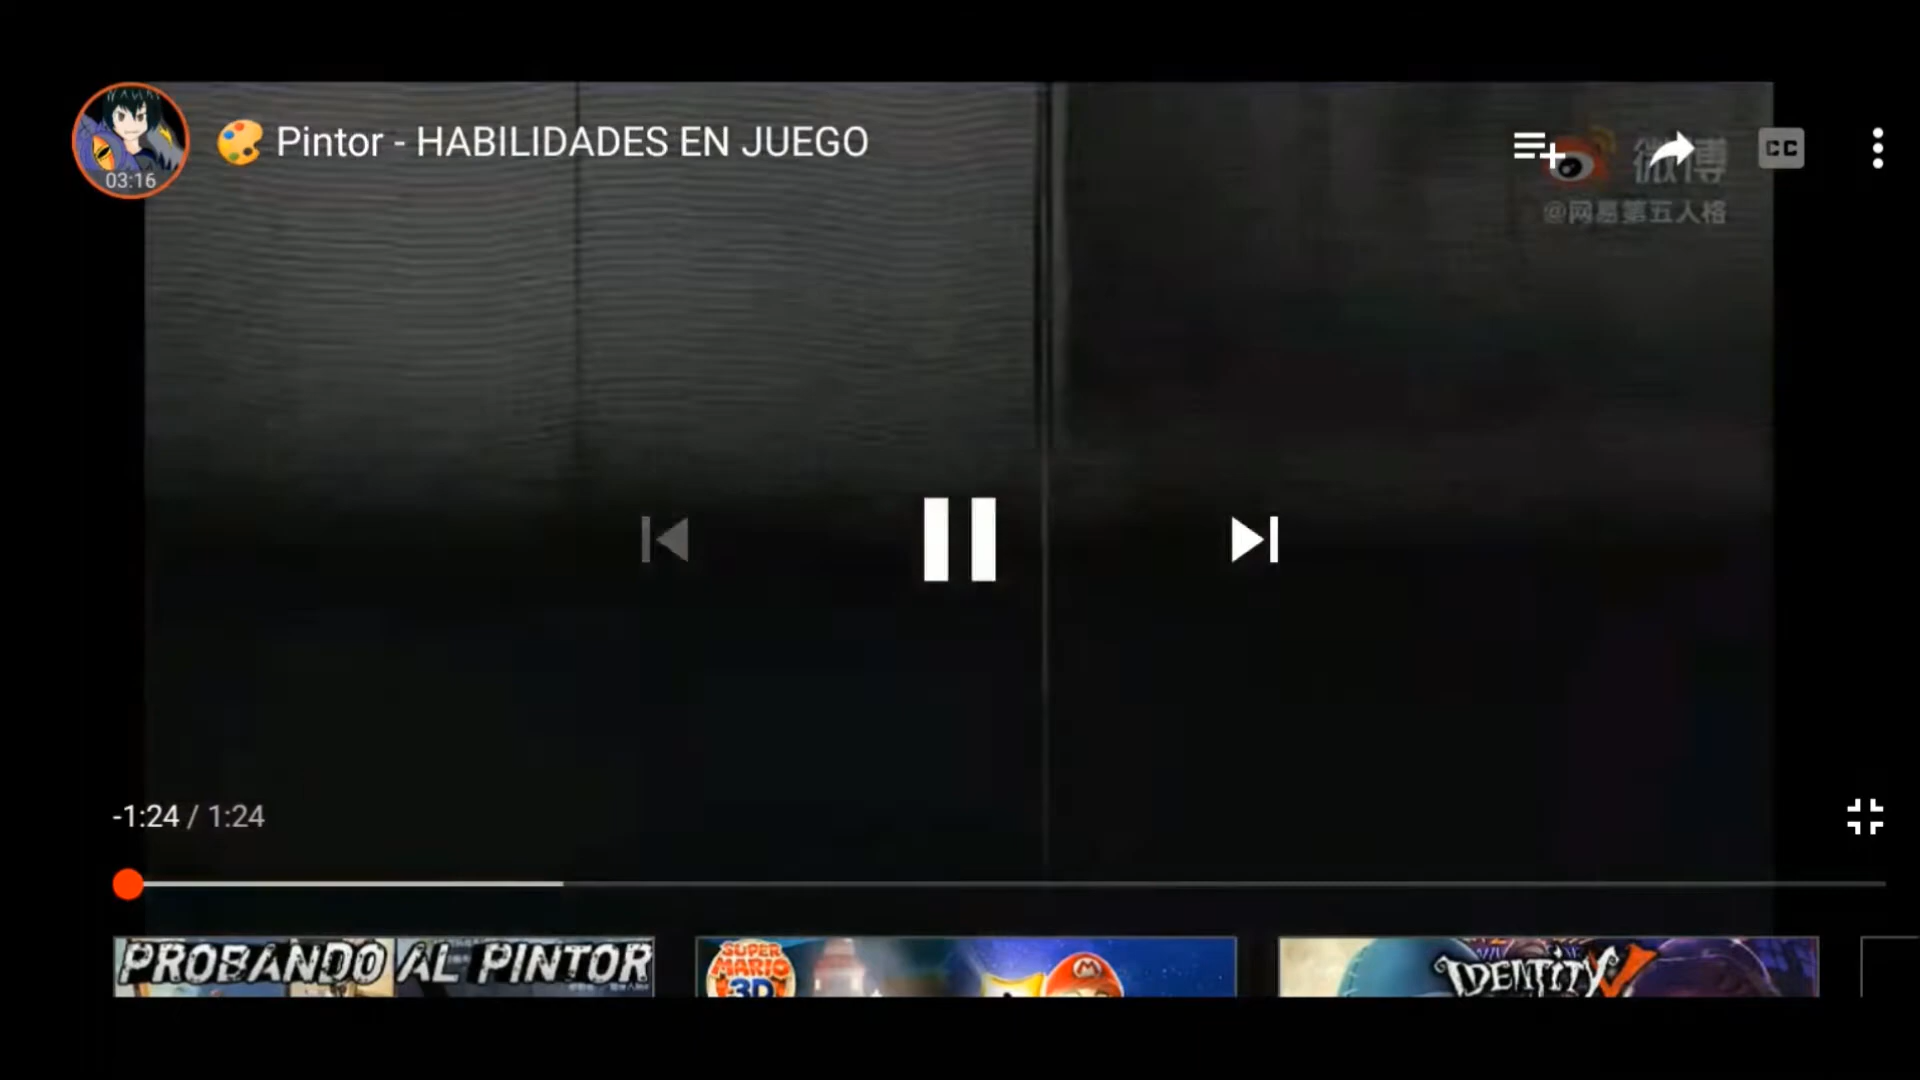 🎨 Pintor - HABILIDADES EN JUEGO
03:16
CC
微博
@网易第五人格
-1:24 / 1:24
PROBANDO AL PINTOR
SUPER
MARIO
3D
IDENTITY V